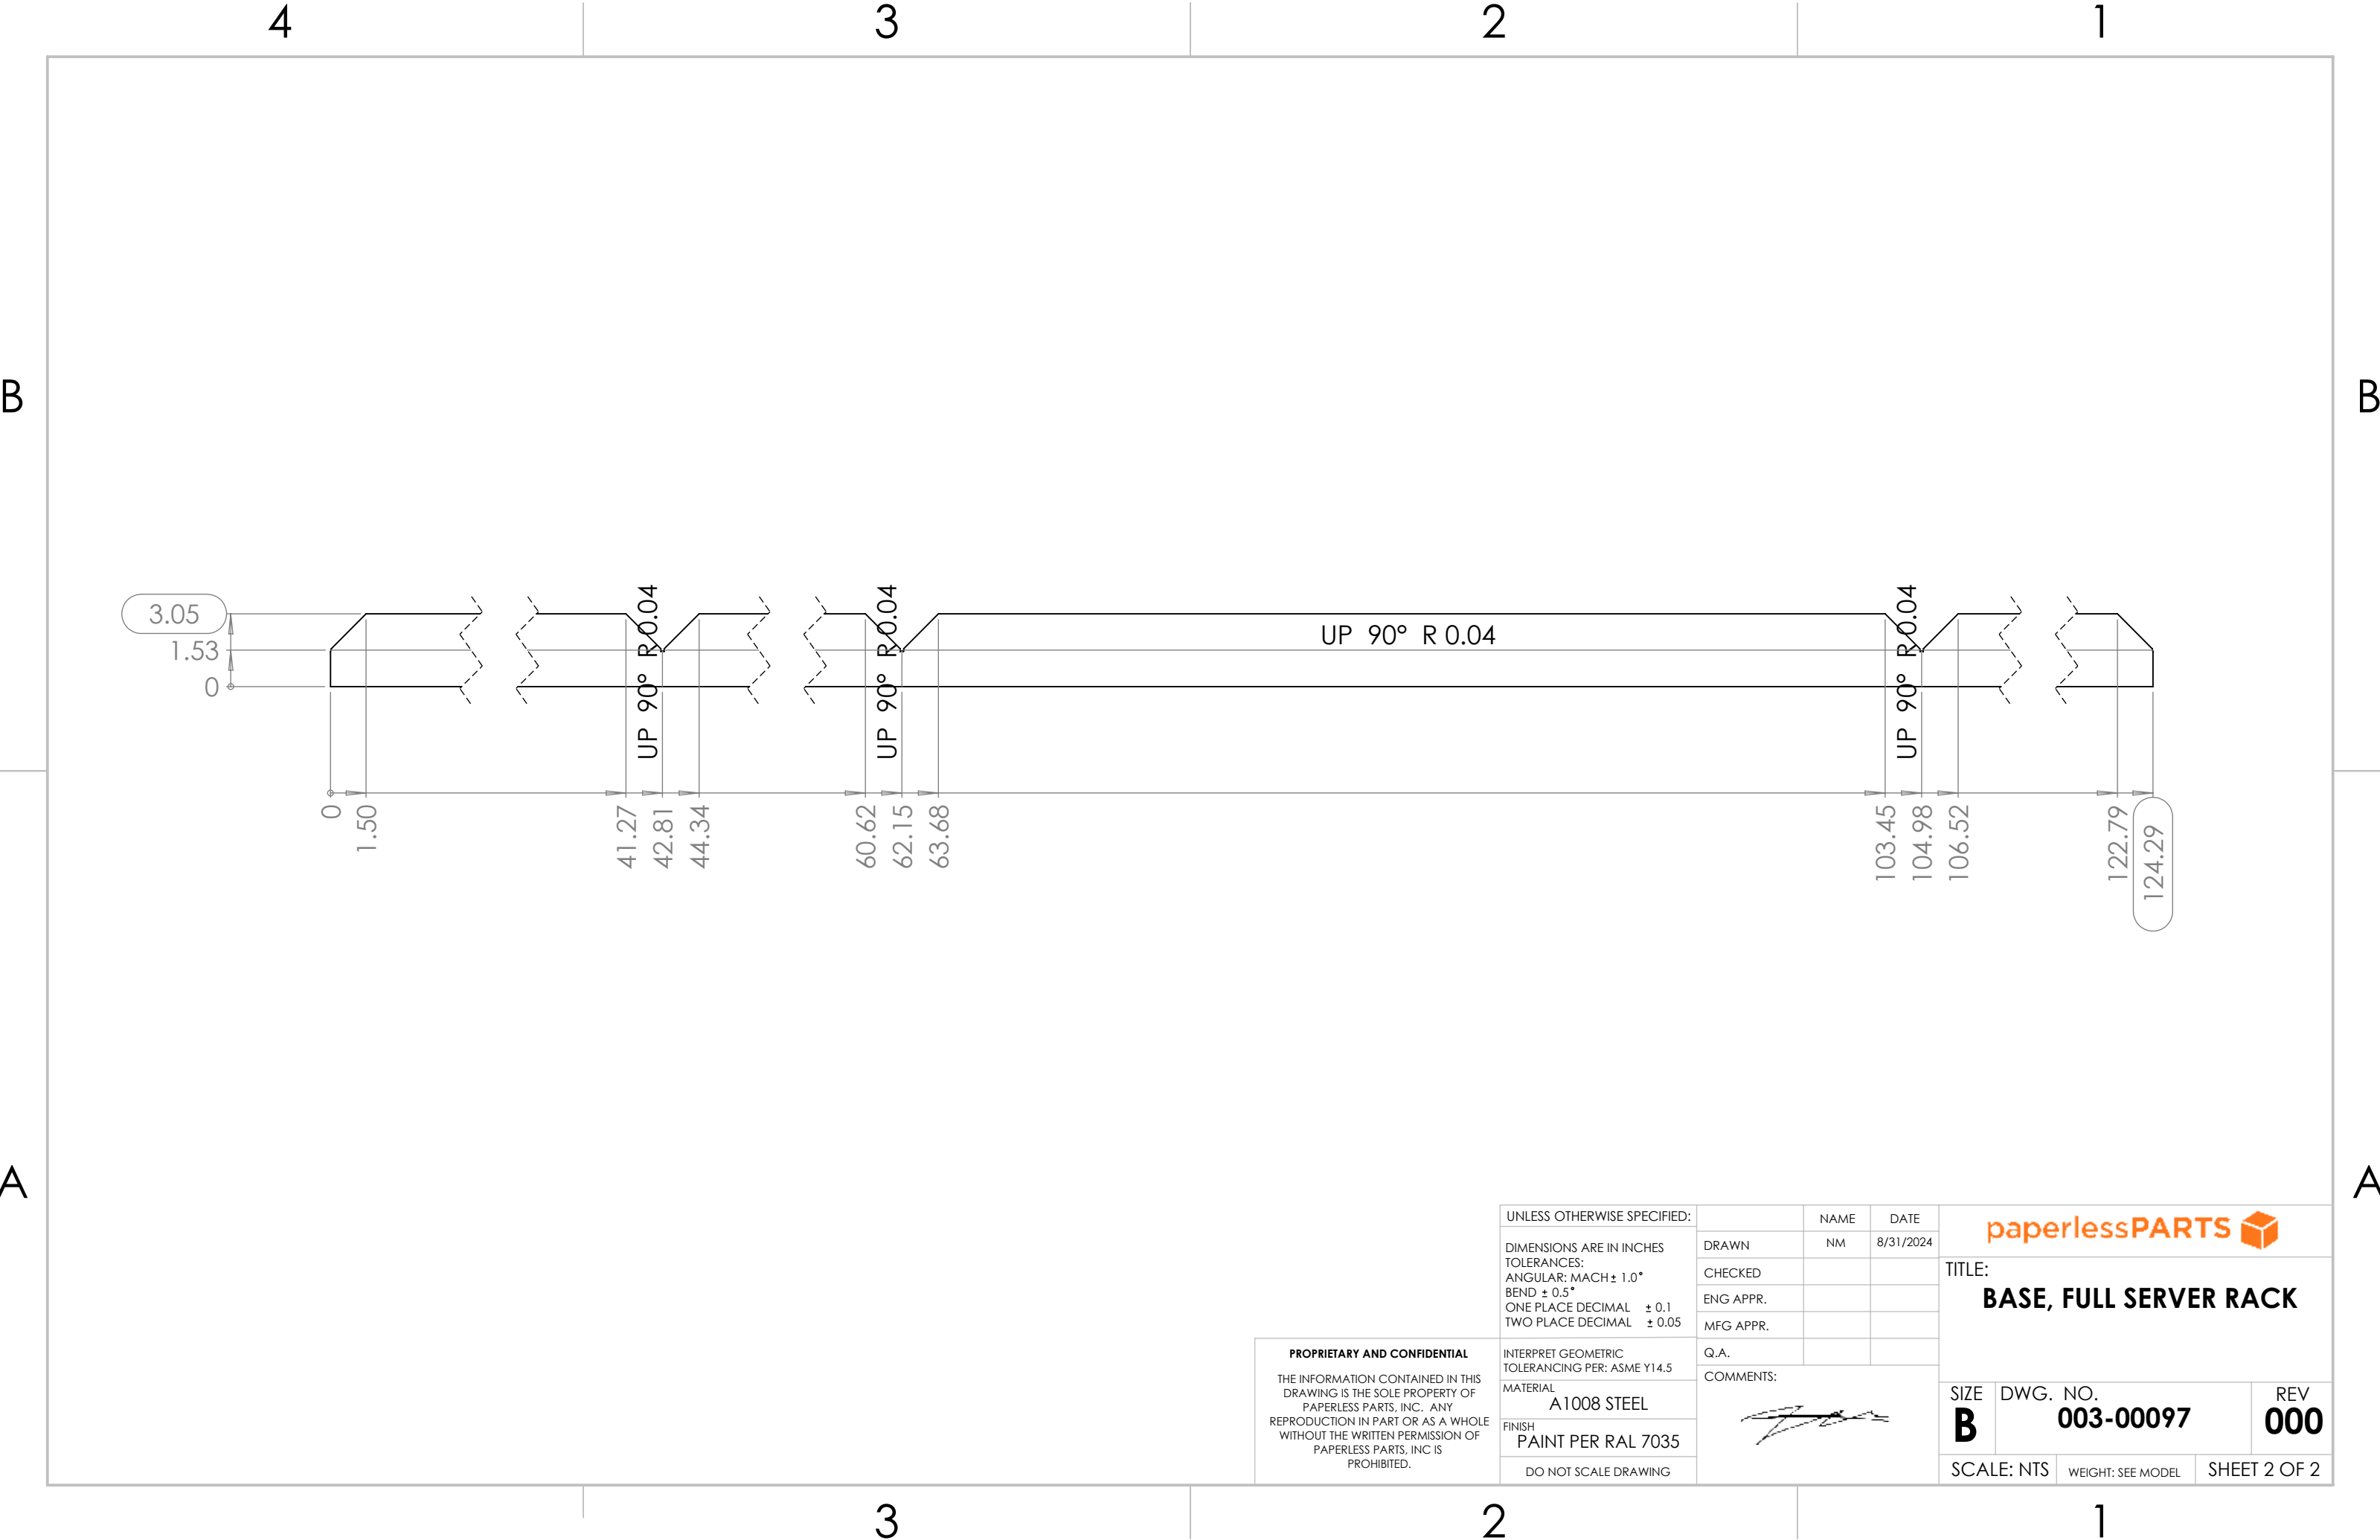 4 3 2 1
B B
UP 90° R 0.04
UP 90° R 0.04
UP 90° R 0.04
UP 90° R 0.04
3.05
1.53
0
0
1.50
41.27
42.81
44.34
60.62
62.15
63.68
103.45
104.98
106.52
122.79
124.29
A A
UNLESS OTHERWISE SPECIFIED:
DIMENSIONS ARE IN INCHES
TOLERANCES:
ANGULAR: MACH ± 1.0°
BEND ± 0.5°
ONE PLACE DECIMAL ± 0.1
TWO PLACE DECIMAL ± 0.05
INTERPRET GEOMETRIC
TOLERANCING PER: ASME Y14.5
MATERIAL
A1008 STEEL
FINISH
PAINT PER RAL 7035
DO NOT SCALE DRAWING
PROPRIETARY AND CONFIDENTIAL
THE INFORMATION CONTAINED IN THIS
DRAWING IS THE SOLE PROPERTY OF
PAPERLESS PARTS, INC. ANY
REPRODUCTION IN PART OR AS A WHOLE
WITHOUT THE WRITTEN PERMISSION OF
PAPERLESS PARTS, INC IS
PROHIBITED.
NAME DATE
DRAWN NM 8/31/2024
CHECKED
ENG APPR.
MFG APPR.
Q.A.
COMMENTS:
paperlessPARTS
TITLE:
BASE, FULL SERVER RACK
SIZE DWG. NO. REV
B 003-00097 000
SCALE: NTS WEIGHT: SEE MODEL SHEET 2 OF 2
3 2 1